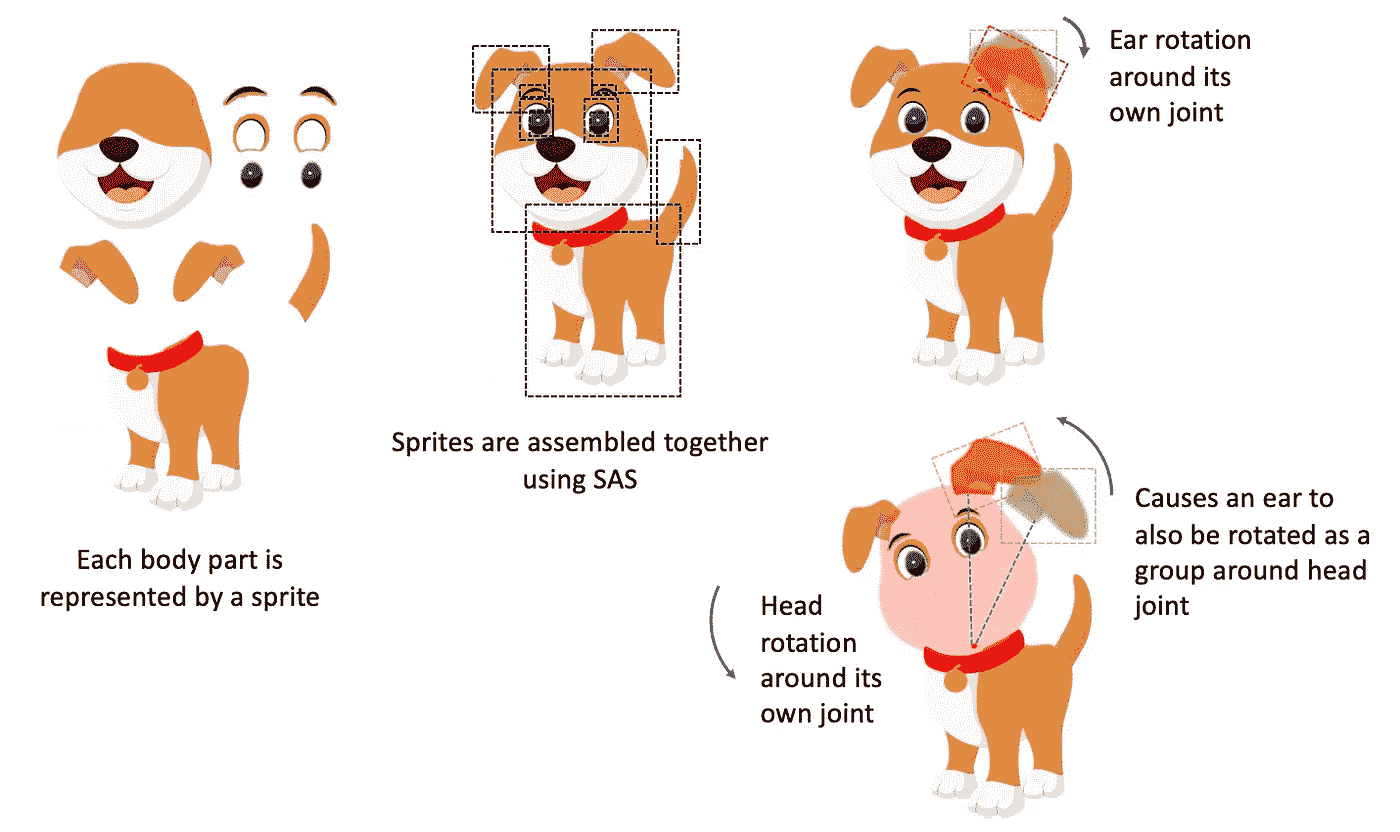 Ear rotation
around its
own joint
Sprites are assembled together
using SAS
Each body part is
represented by a sprite
Head
rotation
around its
own joint
Causes an ear to
also be rotated as a
group around head
joint